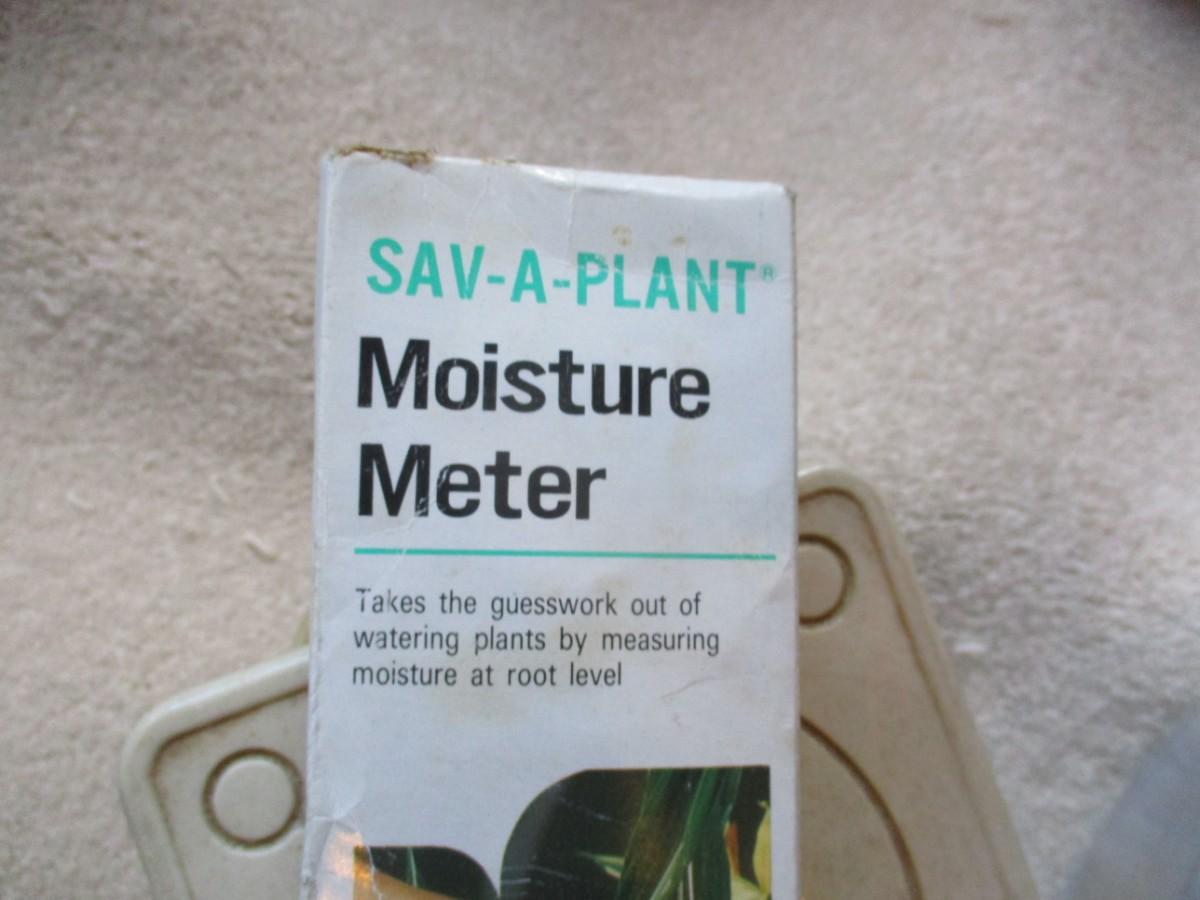 SAV-A-PLANT®
Moisture
Meter
Takes the guesswork out of
watering plants by measuring
moisture at root level